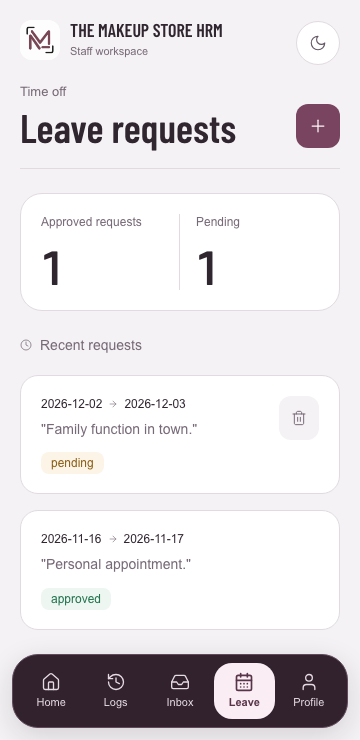 THE MAKEUP STORE HRM
Staff workspace
Time off
Leave requests
Approved requests
Pending
1
1
Recent requests
2026-12-02 → 2026-12-03
"Family function in town."
pending
2026-11-16 → 2026-11-17
"Personal appointment."
approved
Home
Logs
Inbox
Leave
Profile